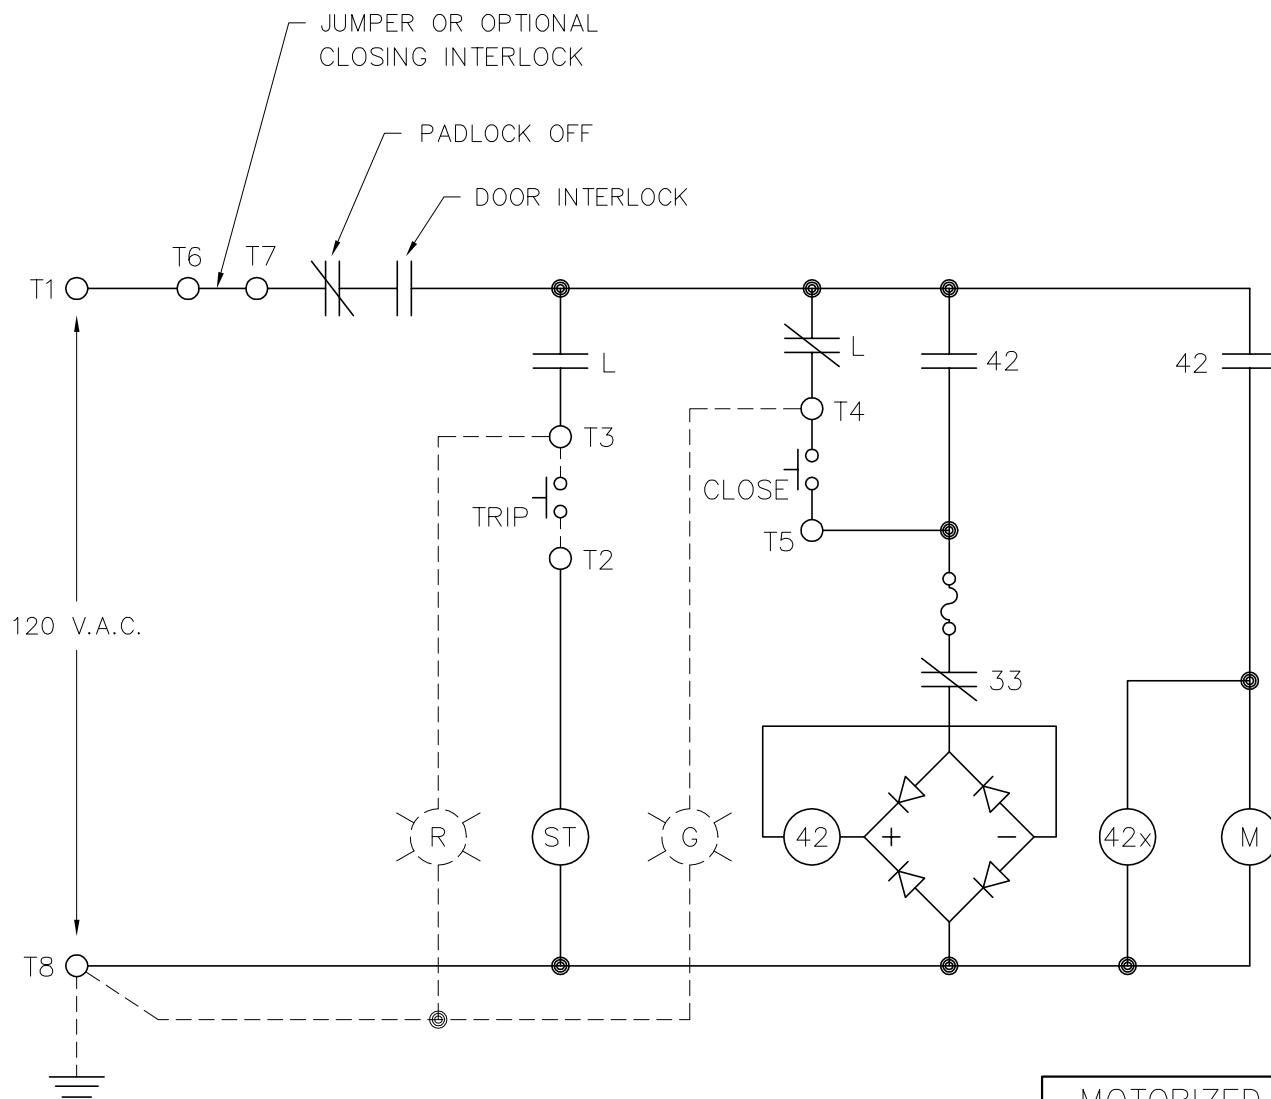 JUMPER OR OPTIONAL
CLOSING INTERLOCK
PADLOCK OFF
DOOR INTERLOCK
T1
T6
T7
L
L
42
42
T3
T4
TRIP
CLOSE
T2
T5
120 V.A.C.
33
R
ST
G
42
+
−
42x
M
T8
MOTORIZED